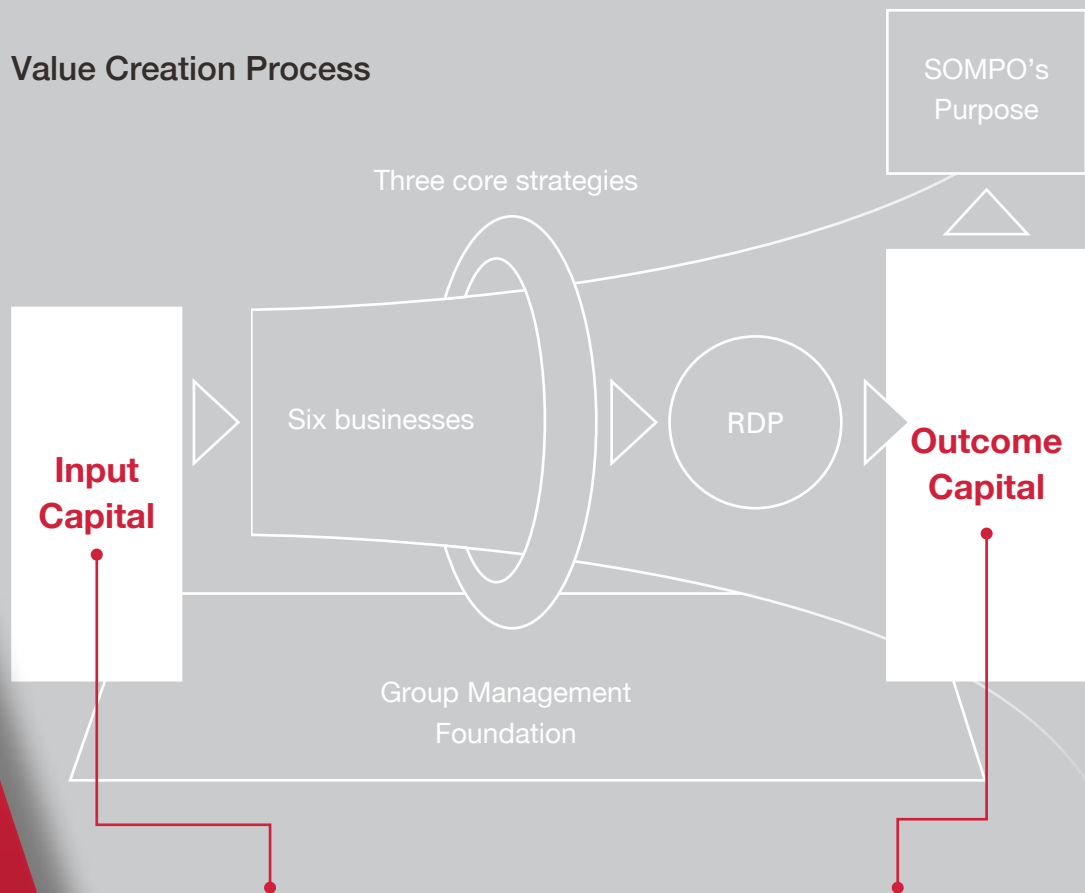 Value Creation Process
SOMPO's
Purpose
Three core strategies
Six businesses
RDP
Input
Capital
Outcome
Capital
Group Management
Foundation